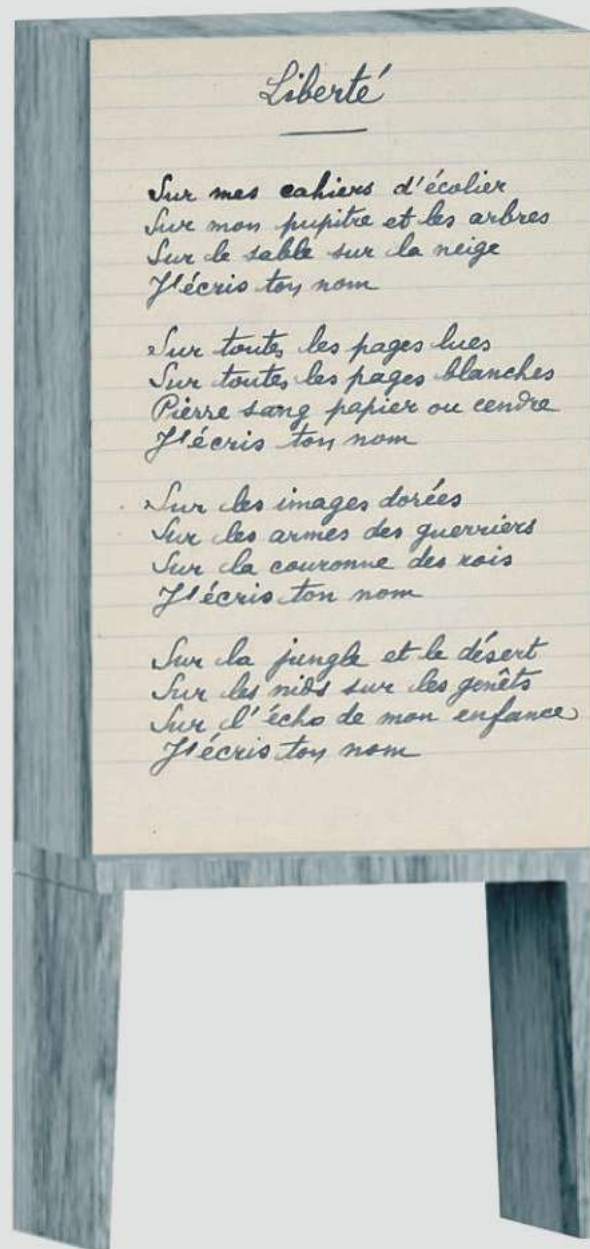 Liberté
Sur mes cahiers d'écolier
Sur mon pupitre et les arbres
Sur le sable sur la neige
J'écris ton nom
Sur toutes les pages lues
Sur toutes les pages blanches
Pierre sang papier ou cendre
J'écris ton nom
Sur les images dorées
Sur les armes des guerriers
Sur la couronne des rois
J'écris ton nom
Sur la jungle et le désert
Sur les nids sur les genêts
Sur l'écho de mon enfance
J'écris ton nom